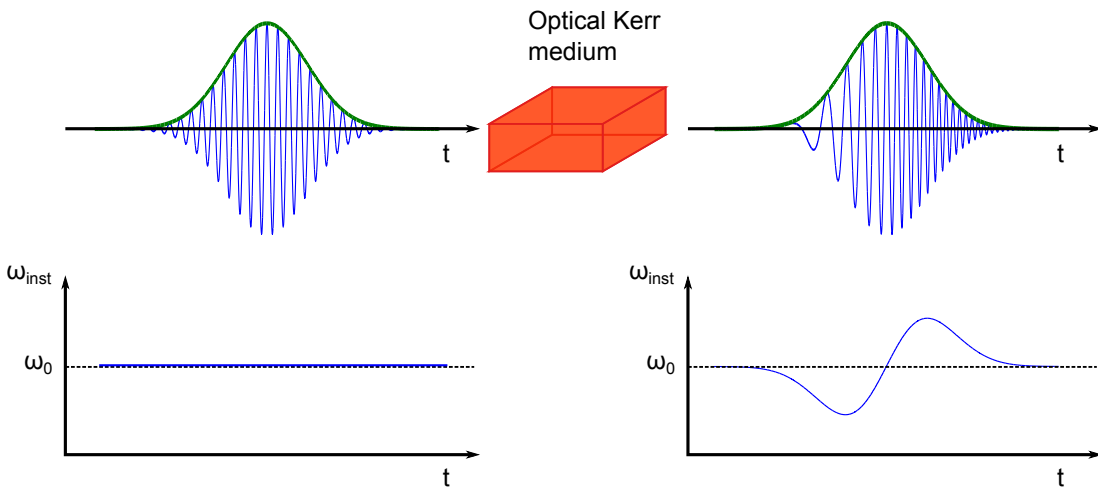 Optical Kerr
medium
t
t
ω_inst
ω_0
t
ω_inst
ω_0
t